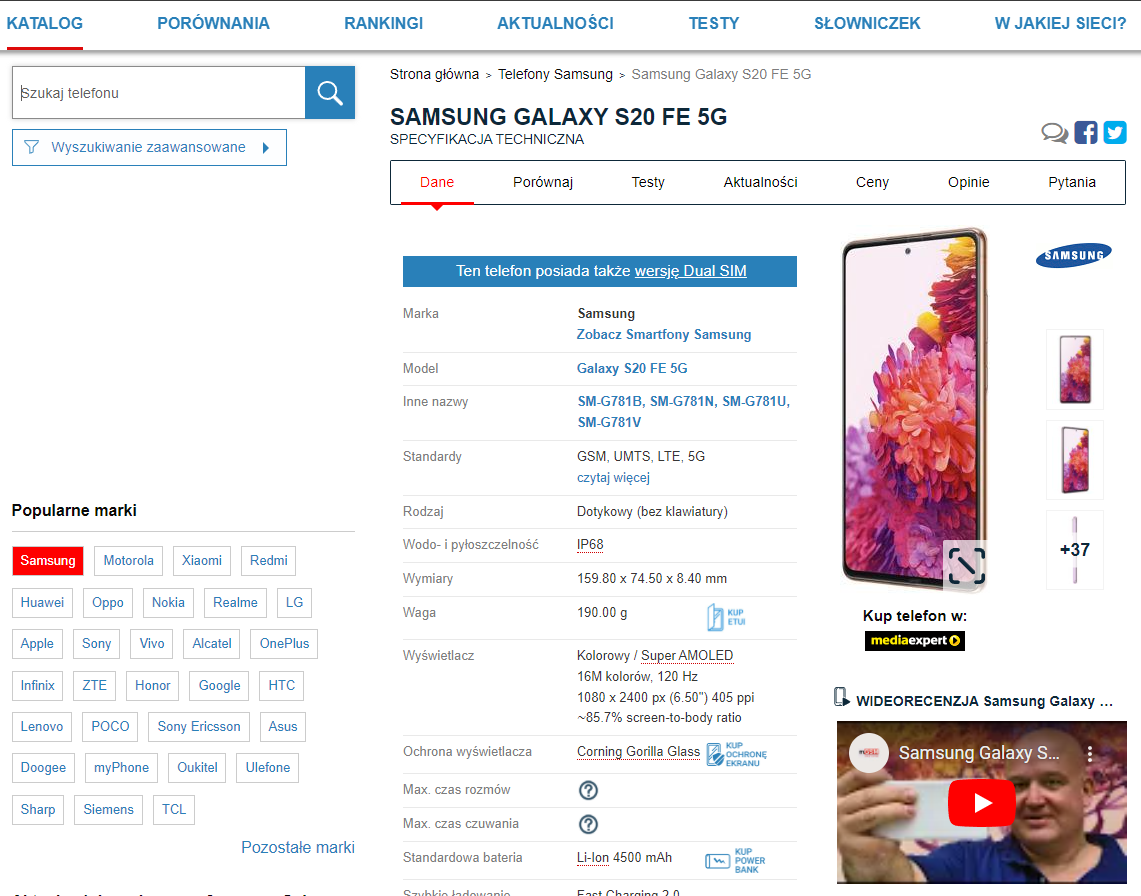 KATALOG PORÓWNANIA RANKINGI AKTUALNOŚCI TESTY SŁOWNICZEK W JAKIEJ SIECI?
Szukaj telefonu
Wyszukiwanie zaawansowane
Strona główna > Telefony Samsung > Samsung Galaxy S20 FE 5G
SAMSUNG GALAXY S20 FE 5G
SPECYFIKACJA TECHNICZNA
Dane Porównaj Testy Aktualności Ceny Opinie Pytania
Ten telefon posiada także wersję Dual SIM
Marka Samsung
Zobacz Smartfony Samsung
Model Galaxy S20 FE 5G
Inne nazwy SM-G781B, SM-G781N, SM-G781U,
SM-G781V
Standardy GSM, UMTS, LTE, 5G
czytaj więcej
Rodzaj Dotykowy (bez klawiatury)
Wodo- i pyłoszczelność IP68
Wymiary 159.80 x 74.50 x 8.40 mm
Waga 190.00 g KUP
ETUI
Wyświetlacz Kolorowy / Super AMOLED
16M kolorów, 120 Hz
1080 x 2400 px (6.50") 405 ppi
~85.7% screen-to-body ratio
Ochrona wyświetlacza Corning Gorilla Glass KUP
OCHRONĘ
EKRANU
Max. czas rozmów ?
Max. czas czuwania ?
Standardowa bateria Li-Ion 4500 mAh KUP
POWER
BANK
Szybkie ładowanie Fast Charging 2.0
SAMSUNG
+37
Kup telefon w:
mediaexpert
WIDEORECENZJA Samsung Galaxy ...
Samsung Galaxy S...
Popularne marki
Samsung Motorola Xiaomi Redmi
Huawei Oppo Nokia Realme LG
Apple Sony Vivo Alcatel OnePlus
Infinix ZTE Honor Google HTC
Lenovo POCO Sony Ericsson Asus
Doogee myPhone Oukitel Ulefone
Sharp Siemens TCL
Pozostałe marki